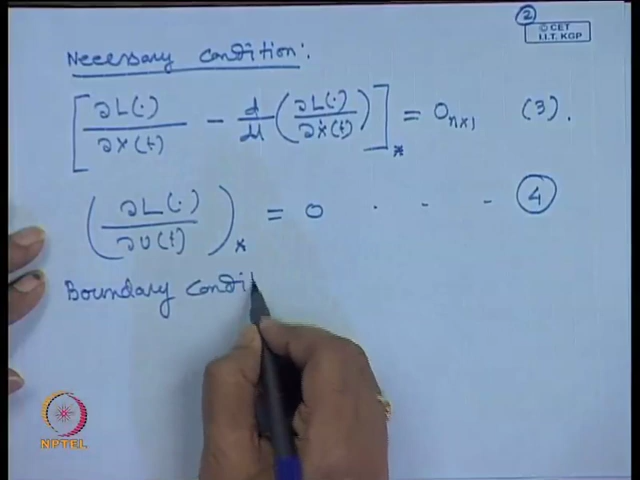 2
© CET
I.I.T. KGP
Necessary condition:
[∂L(·)/∂X(t) − d/dt(∂L(·)/∂Ẋ(t))]* = 0n×1 (3).
(∂L(·)/∂U(t))* = 0 . - - 4
Boundary Condi
NPTEL